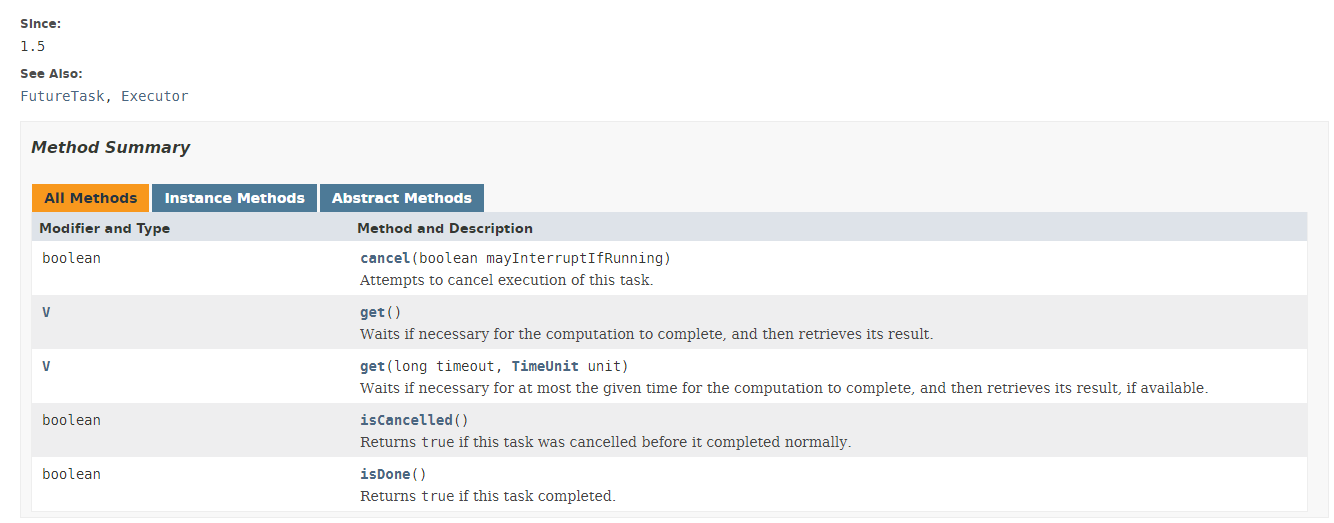 Since:
1.5
See Also:
FutureTask, Executor
Method Summary
All Methods Instance Methods Abstract Methods
Modifier and Type Method and Description
boolean cancel(boolean mayInterruptIfRunning)
Attempts to cancel execution of this task.
V get()
Waits if necessary for the computation to complete, and then retrieves its result.
V get(long timeout, TimeUnit unit)
Waits if necessary for at most the given time for the computation to complete, and then retrieves its result, if available.
boolean isCancelled()
Returns true if this task was cancelled before it completed normally.
boolean isDone()
Returns true if this task completed.